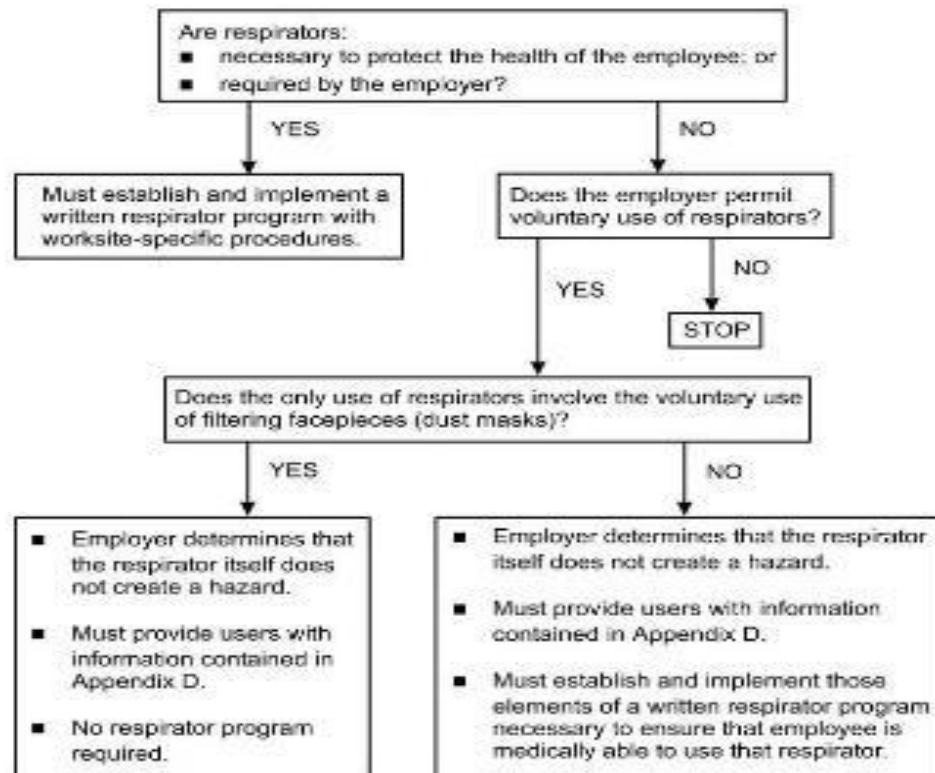 Are respirators:
■ necessary to protect the health of the employee; or
■ required by the employer?
YES
NO
Must establish and implement a
written respirator program with
worksite-specific procedures.
Does the employer permit
voluntary use of respirators?
YES
NO
STOP
Does the only use of respirators involve the voluntary use
of filtering facepieces (dust masks)?
YES
NO
■ Employer determines that
the respirator itself does
not create a hazard.
■ Must provide users with
information contained in
Appendix D.
■ No respirator program
required.
■ Employer determines that the respirator
itself does not create a hazard.
■ Must provide users with information
contained in Appendix D.
■ Must establish and implement those
elements of a written respirator program
necessary to ensure that employee is
medically able to use that respirator.